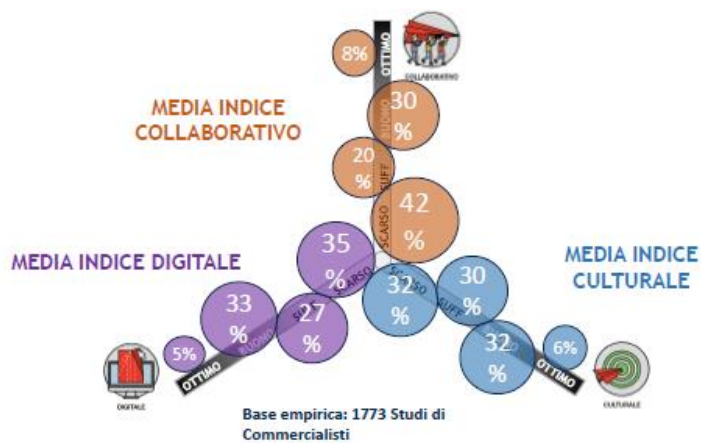 8%
OTTIMO
COLLABORATIVO
MEDIA INDICE
COLLABORATIVO
30
%
BUONO
20
%
SUFF
42
%
SCARSO
MEDIA INDICE DIGITALE
35
%
SCARSO
33
%
BUONO
27
%
SUFF
5%
OTTIMO
DIGITALE
MEDIA INDICE
CULTURALE
32
%
SCARSO
30
%
SUFF
32
%
6%
OTTIMO
CULTURALE
Base empirica: 1773 Studi di
Commercialisti